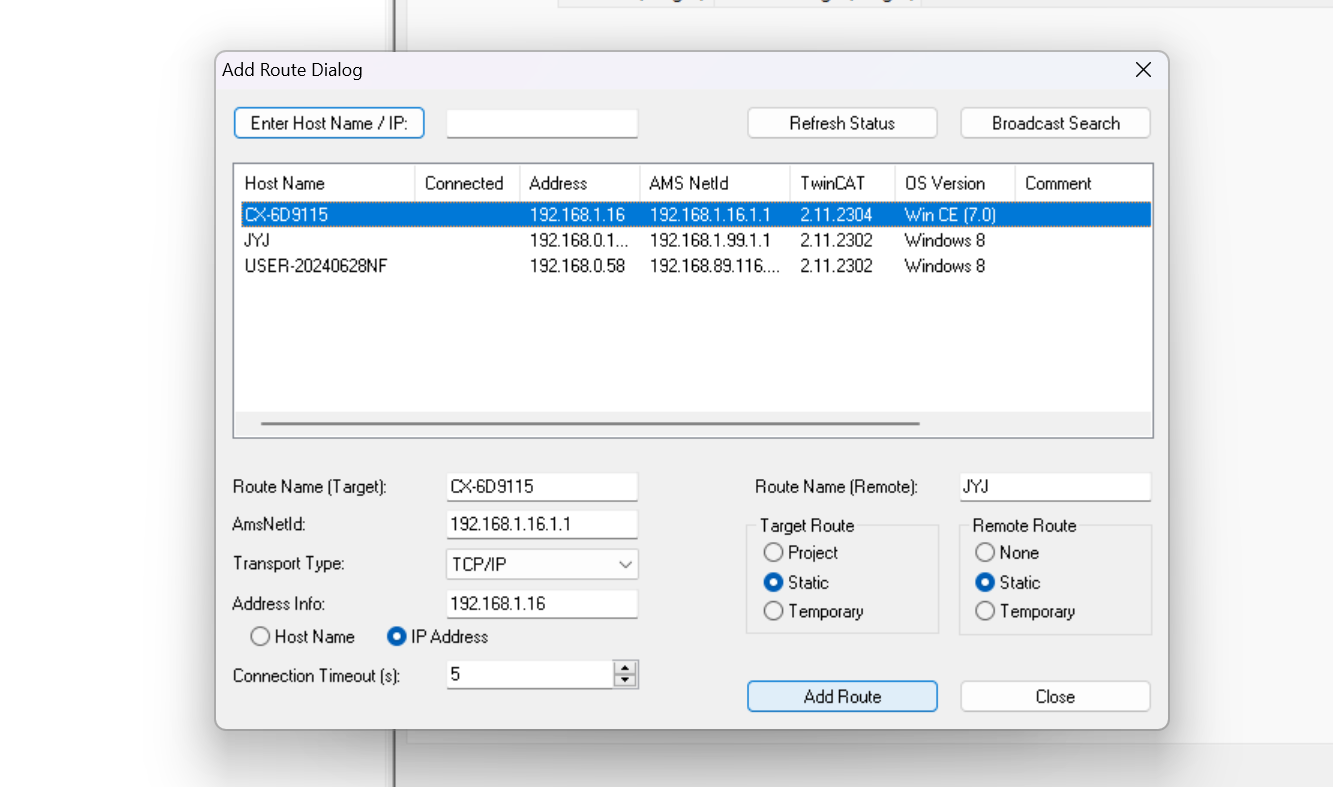 Add Route Dialog
Enter Host Name / IP:
Refresh Status
Broadcast Search
Host Name Connected Address AMS NetId TwinCAT OS Version Comment
CX-6D9115 192.168.1.16 192.168.1.16.1.1 2.11.2304 Win CE (7.0)
JYJ 192.168.0.1... 192.168.1.99.1.1 2.11.2302 Windows 8
USER-20240628NF 192.168.0.58 192.168.89.116.... 2.11.2302 Windows 8
Route Name (Target): CX-6D9115
Route Name (Remote): JYJ
AmsNetId: 192.168.1.16.1.1
Transport Type: TCP/IP
Address Info: 192.168.1.16
Host Name IP Address
Connection Timeout (s): 5
Target Route
Project
Static
Temporary
Remote Route
None
Static
Temporary
Add Route
Close